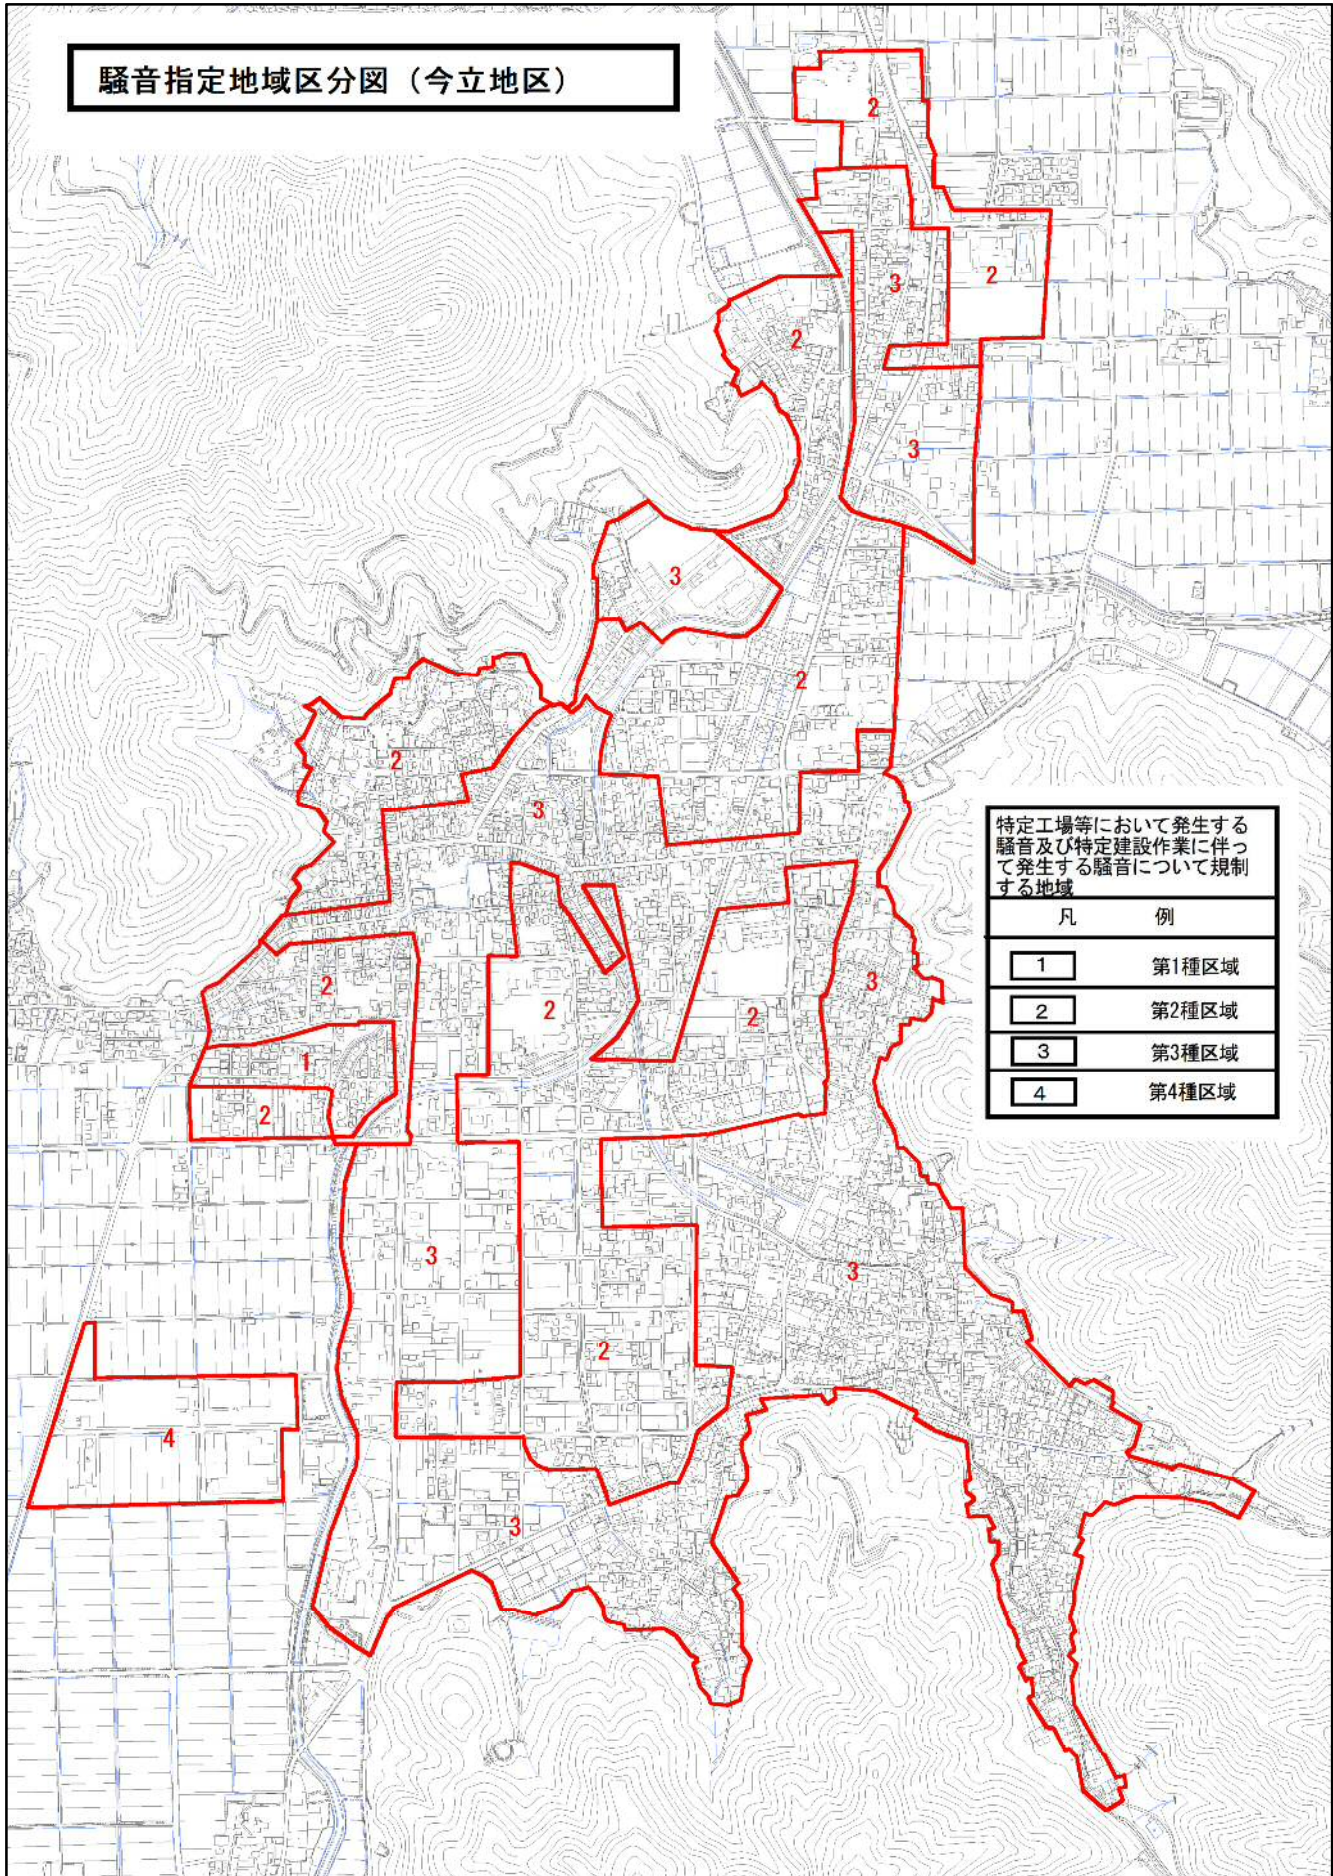 騒音指定地域区分図（今立地区）
2
2
3
2
3
3
2
2
3
3
2
2
2
1
2
3
3
2
4
3
特定工場等において発生する
騒音及び特定建設作業に伴っ
て発生する騒音について規制
する地域
凡 例
1 第1種区域
2 第2種区域
3 第3種区域
4 第4種区域